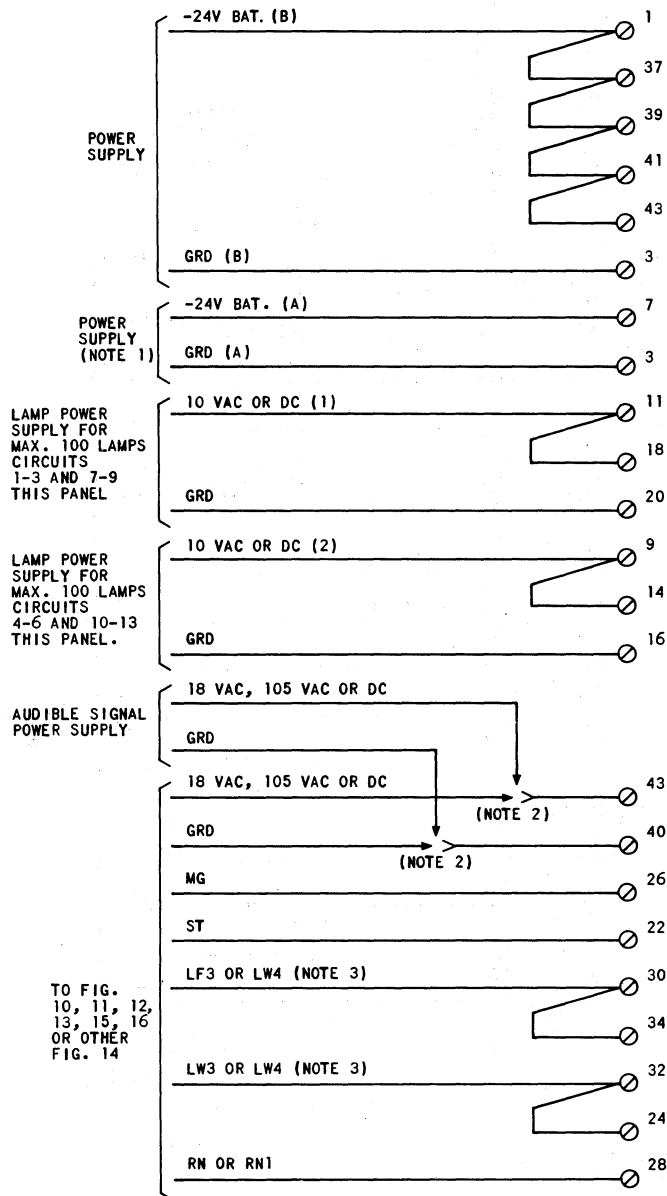 -24V BAT. (B)
1
37
39
41
43
POWER
SUPPLY
GRD (B)
3
-24V BAT. (A)
7
POWER
SUPPLY
(NOTE 1)
GRD (A)
3
10 VAC OR DC (1)
11
LAMP POWER
SUPPLY FOR
MAX. 100 LAMPS
CIRCUITS
1-3 AND 7-9
THIS PANEL
18
GRD
20
10 VAC OR DC (2)
9
LAMP POWER
SUPPLY FOR
MAX. 100 LAMPS
CIRCUITS
4-6 AND 10-13
THIS PANEL.
14
GRD
16
18 VAC, 105 VAC OR DC
AUDIBLE SIGNAL
POWER SUPPLY
GRD
18 VAC, 105 VAC OR DC
43
(NOTE 2)
GRD
40
(NOTE 2)
MG
26
ST
22
LF3 OR LW4 (NOTE 3)
30
TO FIG.
10, 11, 12,
13, 15, 16
OR OTHER
FIG. 14
34
LW3 OR LW4 (NOTE 3)
32
24
RN OR RN1
28